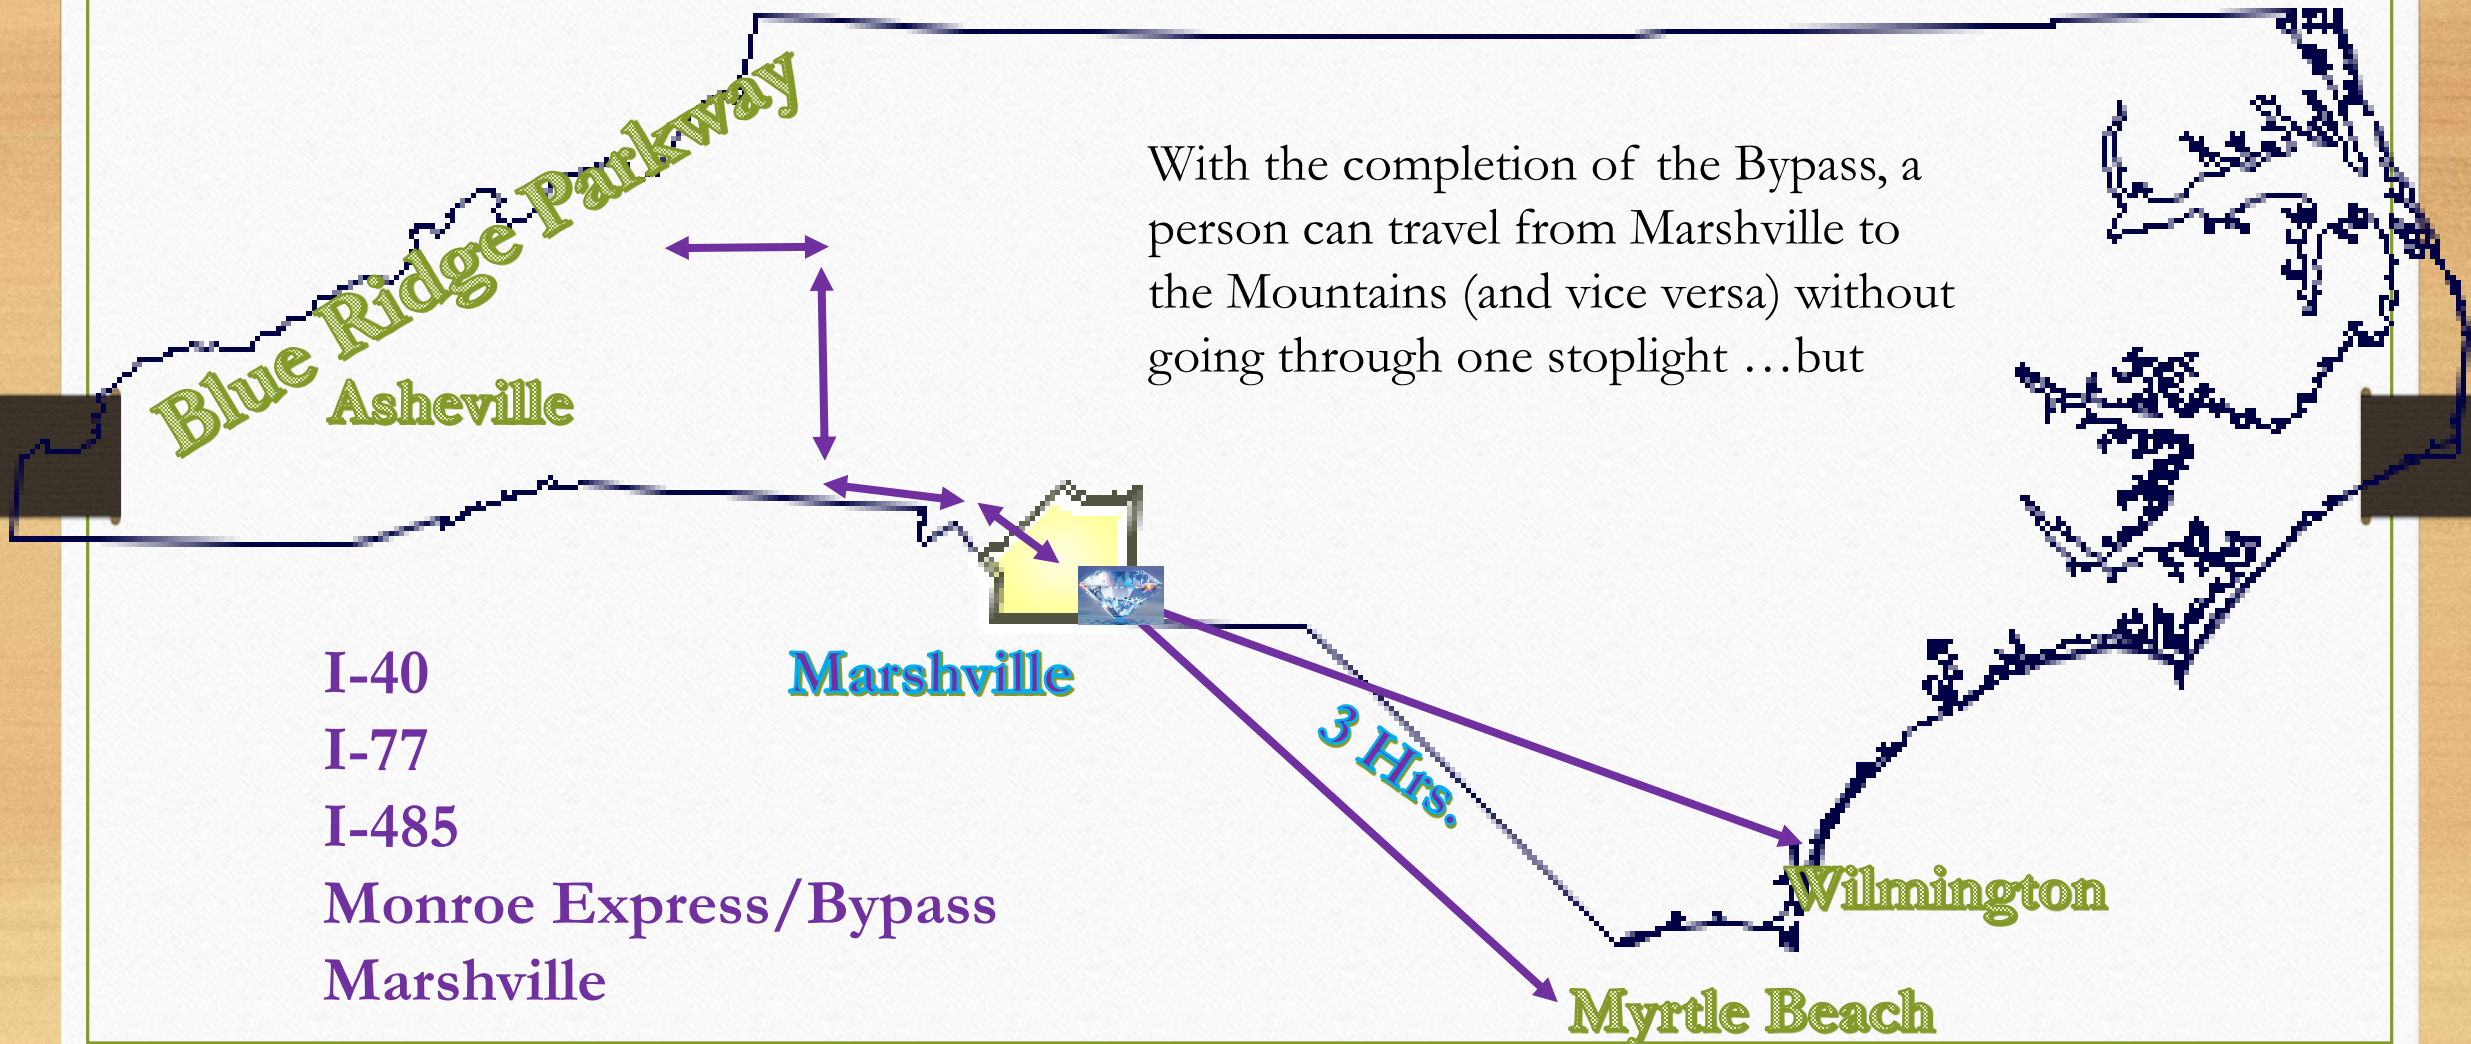 Blue Ridge Parkway
Asheville
With the completion of the Bypass, a
person can travel from Marshville to
the Mountains (and vice versa) without
going through one stoplight …but
Marshville
3 Hrs.
I-40
I-77
I-485
Monroe Express/Bypass
Marshville
Wilmington
Myrtle Beach